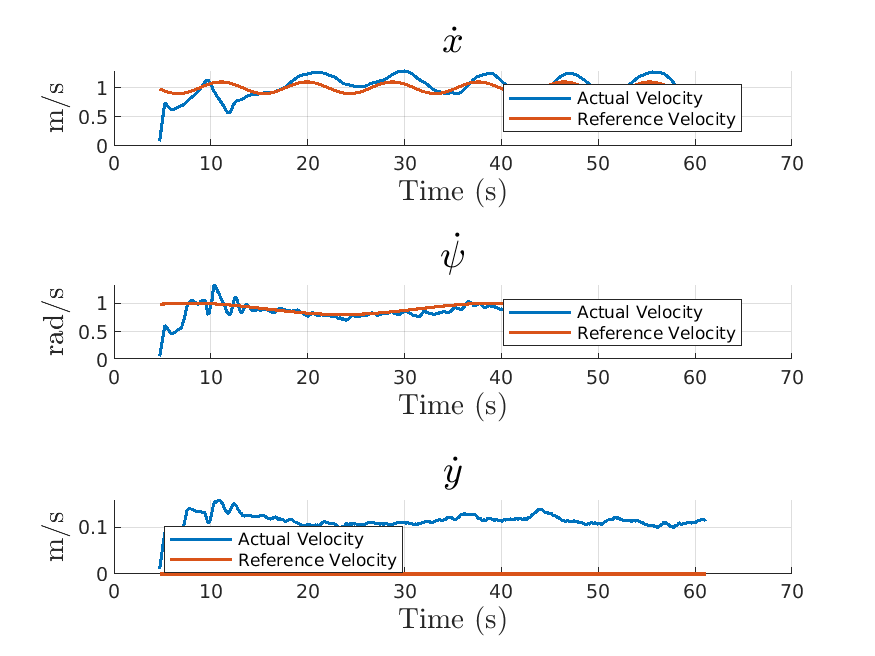 ẋ
m/s
1
0.5
0
0 10 20 30 40 50 60 70
Time (s)
Actual Velocity
Reference Velocity
ψ̇
rad/s
1
0.5
0
0 10 20 30 40 50 60 70
Time (s)
Actual Velocity
Reference Velocity
ẏ
m/s
0.1
0
0 10 20 30 40 50 60 70
Time (s)
Actual Velocity
Reference Velocity